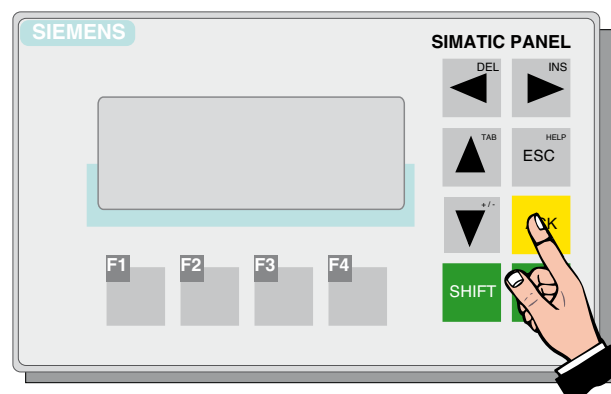 SIEMENS
SIMATIC PANEL
DEL
INS
TAB
HELP
ESC
+/-
F1
F2
F3
F4
SHIFT